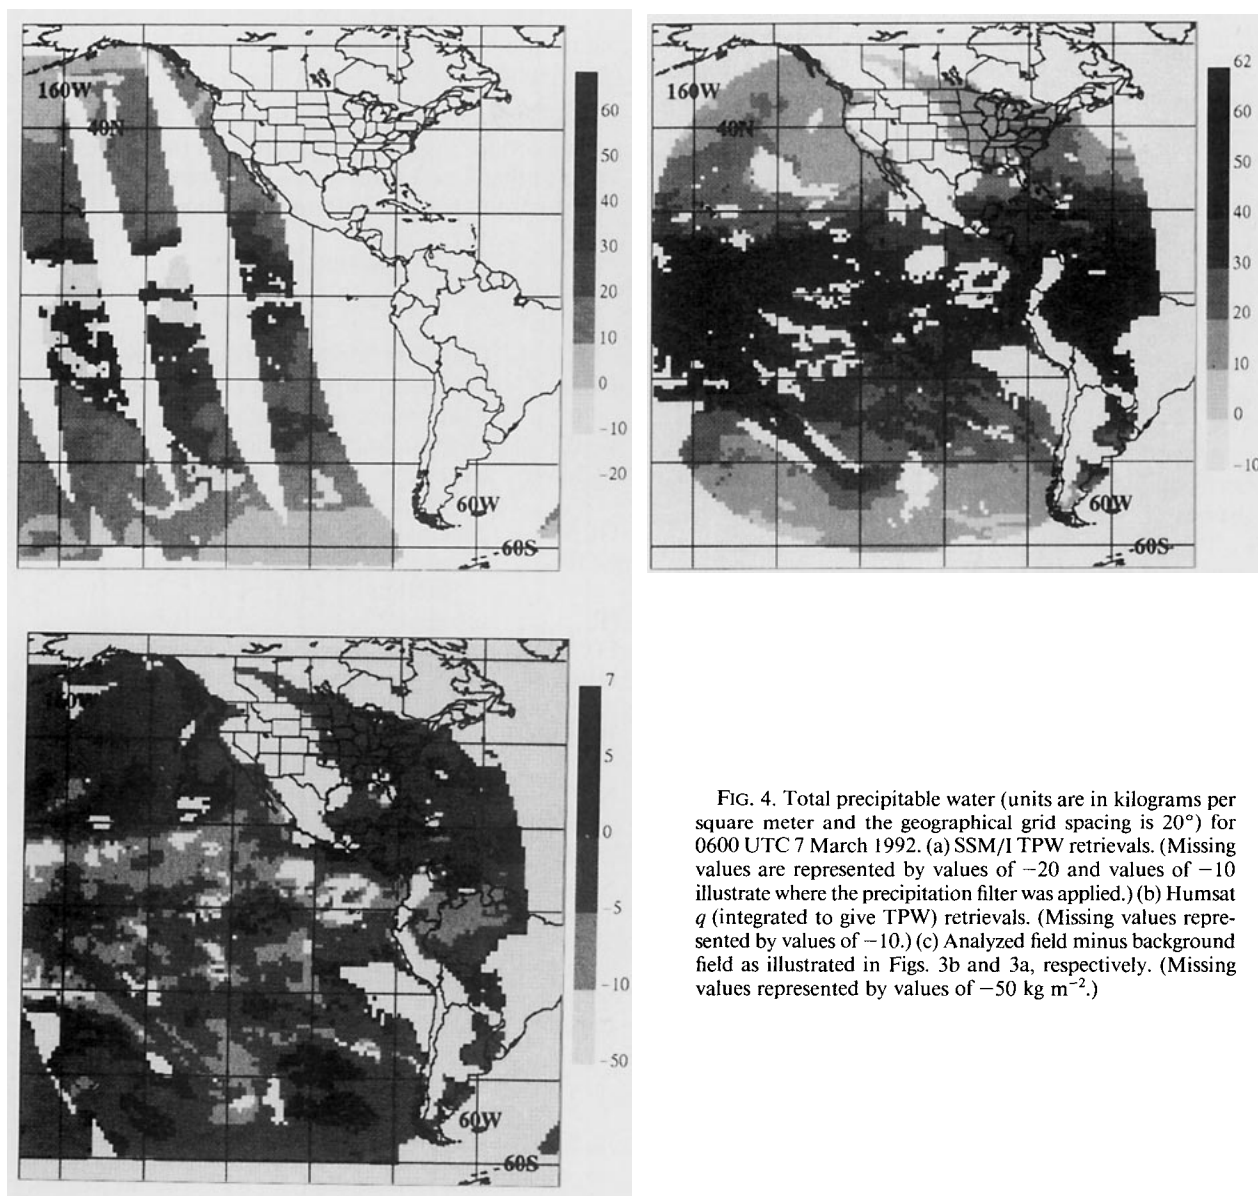 160W
40N
60W
60S
60
50
40
30
20
10
0
-10
-20
160W
40N
60W
60S
62
60
50
40
30
20
10
0
-10
160W
60W
60S
7
5
0
-5
-10
-50
FIG. 4. Total precipitable water (units are in kilograms per
square meter and the geographical grid spacing is 20°) for
0600 UTC 7 March 1992. (a) SSM/I TPW retrievals. (Missing
values are represented by values of −20 and values of −10
illustrate where the precipitation filter was applied.) (b) Humsat
q (integrated to give TPW) retrievals. (Missing values repre-
sented by values of −10.) (c) Analyzed field minus background
field as illustrated in Figs. 3b and 3a, respectively. (Missing
values represented by values of −50 kg m⁻².)